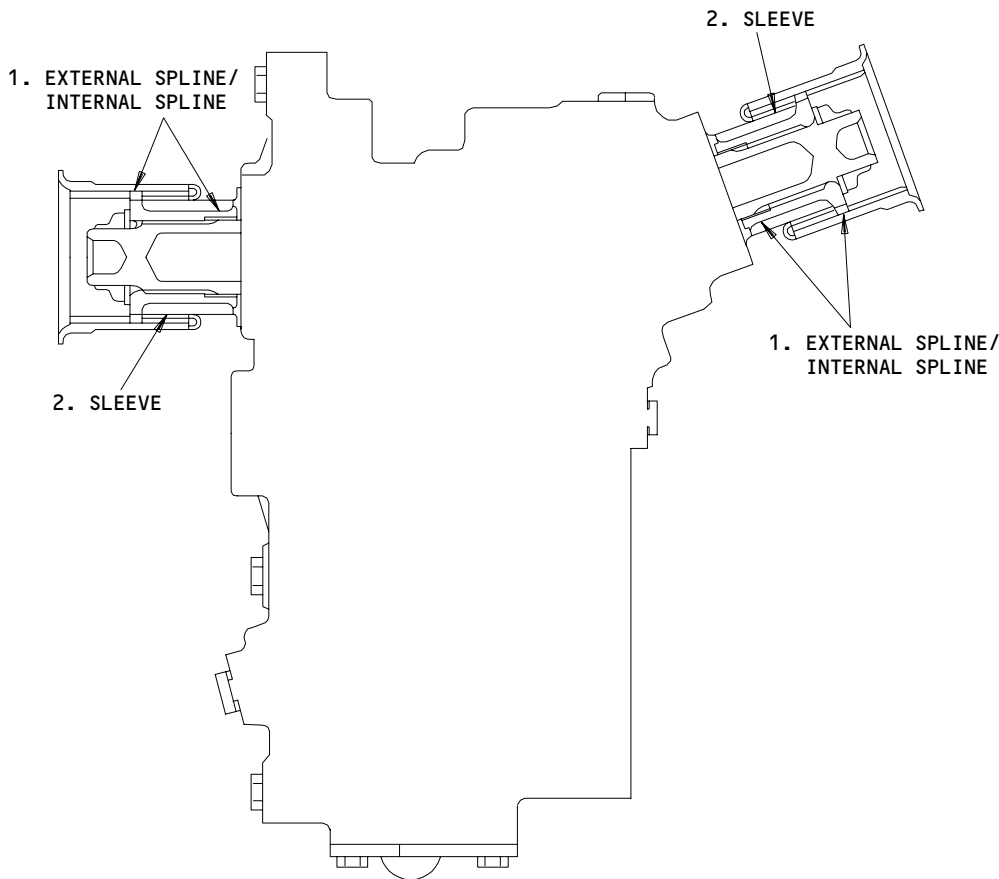 2. SLEEVE
1. EXTERNAL SPLINE/
INTERNAL SPLINE
1. EXTERNAL SPLINE/
INTERNAL SPLINE
2. SLEEVE